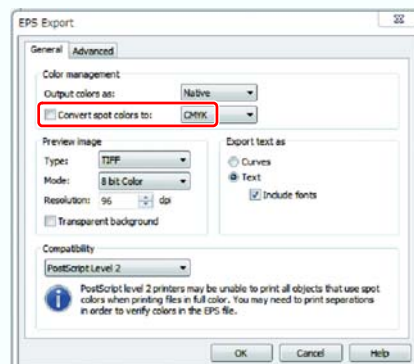 EPS Export
General Advanced
Color management
Output colors as: Native
Convert spot colors to: CMYK
Preview image
Type: TIFF
Mode: 8 bit Color
Resolution: 96 dpi
Transparent background
Export text as
Curves
Text
Include fonts
Compatibility
PostScript Level 2
PostScript level 2 printers may be unable to print all objects that use spot
colors when printing files in full color. You may need to print separations
in order to verify colors in the EPS file.
OK Cancel Help